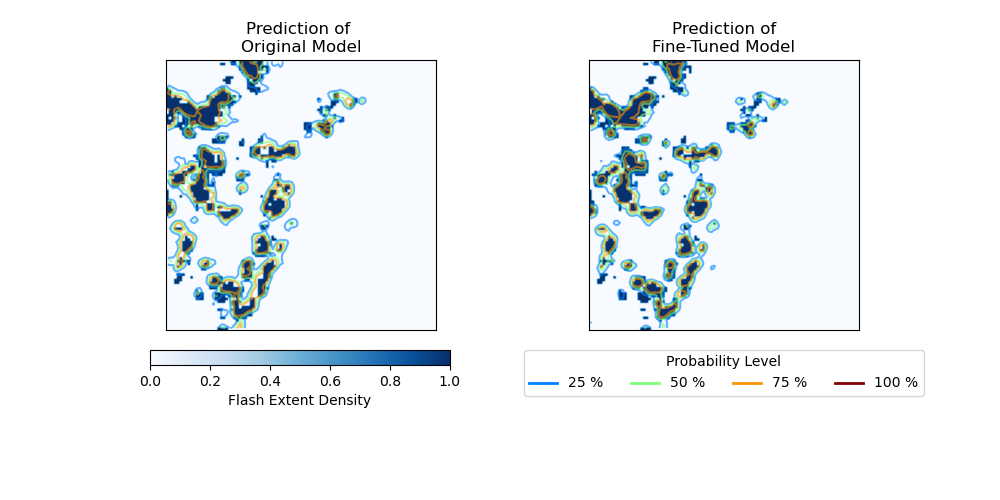 Prediction of
Original Model
Prediction of
Fine-Tuned Model
0.0 0.2 0.4 0.6 0.8 1.0
Flash Extent Density
Probability Level
25 % 50 % 75 % 100 %